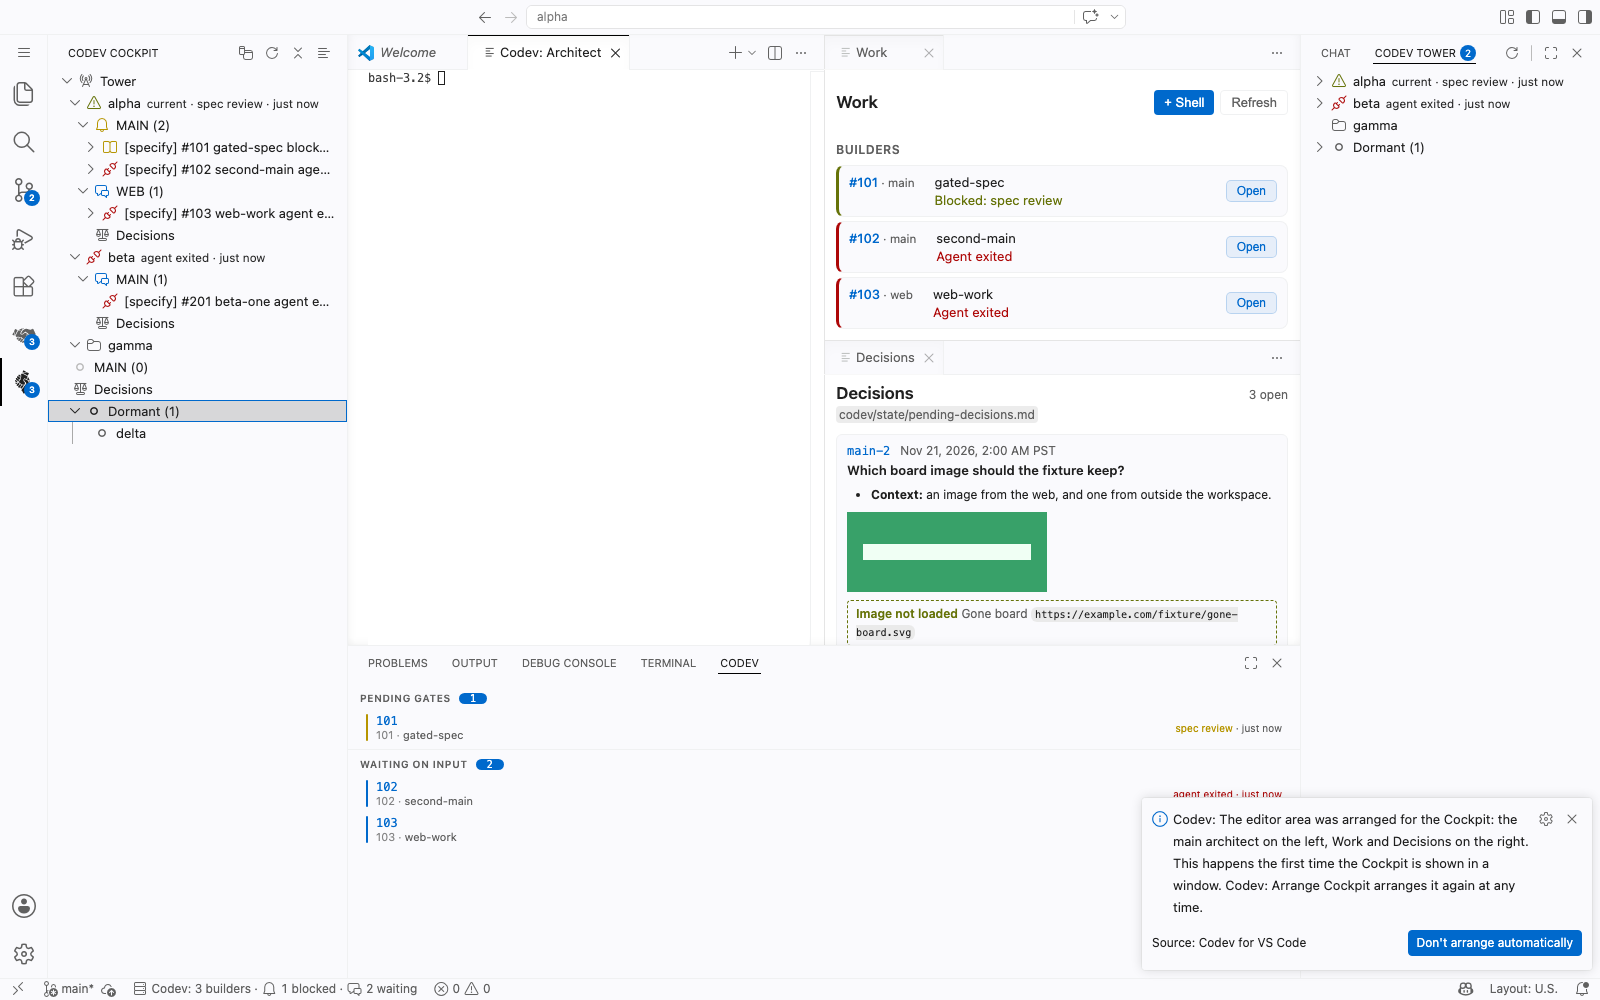 alpha
CODEV COCKPIT
Tower
alpha current · spec review · just now
MAIN (2)
[specify] #101 gated-spec block...
[specify] #102 second-main age...
WEB (1)
[specify] #103 web-work agent e...
Decisions
beta agent exited · just now
MAIN (1)
[specify] #201 beta-one agent e...
Decisions
gamma
MAIN (0)
Decisions
Dormant (1)
delta
2
3
3
Welcome
Codev: Architect
bash-3.2$
Work
Work
+ Shell
Refresh
BUILDERS
#101 · main gated-spec
Blocked: spec review
Open
#102 · main second-main
Agent exited
Open
#103 · web web-work
Agent exited
Open
Decisions
Decisions
3 open
codev/state/pending-decisions.md
main-2 Nov 21, 2026, 2:00 AM PST
Which board image should the fixture keep?
• Context: an image from the web, and one from outside the workspace.
Image not loaded Gone board https://example.com/fixture/gone-
board.svg
CHAT
CODEV TOWER 2
alpha current · spec review · just now
beta agent exited · just now
gamma
Dormant (1)
PROBLEMS
OUTPUT
DEBUG CONSOLE
TERMINAL
CODEV
PENDING GATES 1
101
101 · gated-spec
spec review · just now
WAITING ON INPUT 2
102
102 · second-main
agent exited · just now
103
103 · web-work
Codev: The editor area was arranged for the Cockpit: the
main architect on the left, Work and Decisions on the right.
This happens the first time the Cockpit is shown in a
window. Codev: Arrange Cockpit arranges it again at any
time.
Source: Codev for VS Code
Don't arrange automatically
main*
Codev: 3 builders · 1 blocked · 2 waiting
0 0
Layout: U.S.